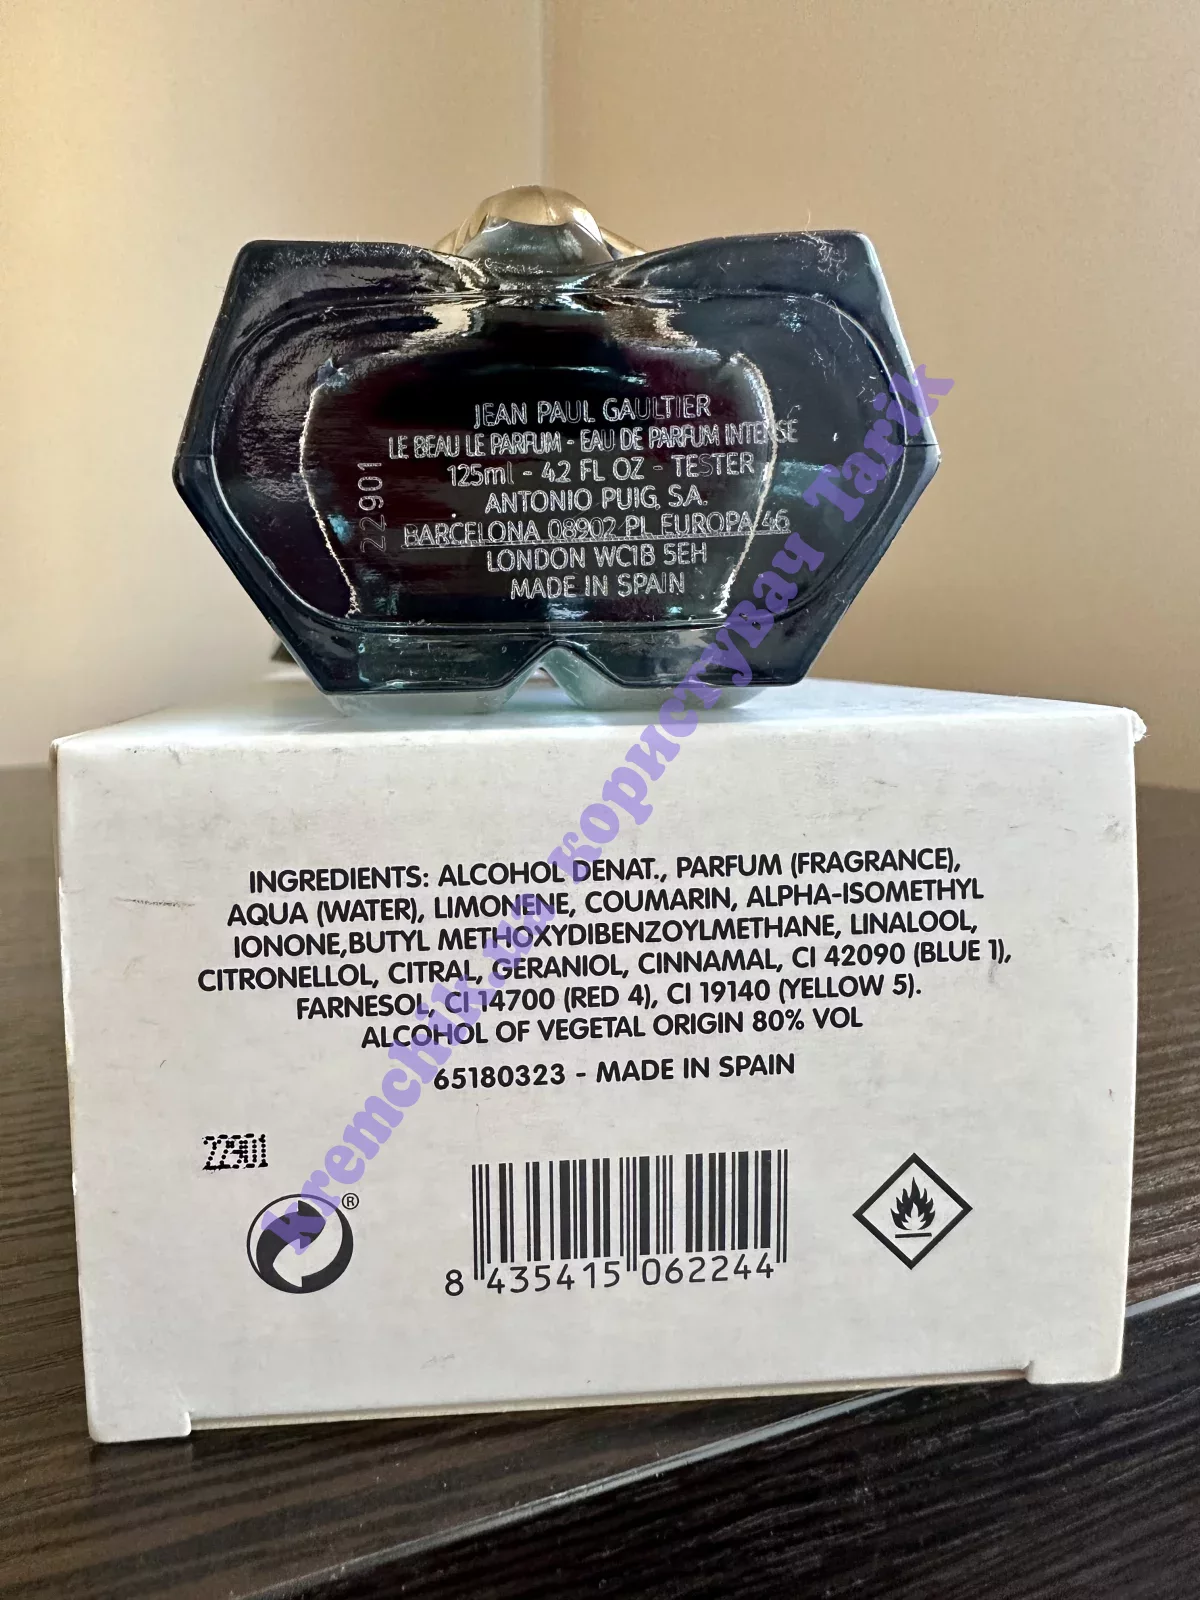 JEAN PAUL GAULTIER
LE BEAU LE PARFUM - EAU DE PARFUM INTENSE
125ml - 4.2 FL OZ - TESTER
ANTONIO PUIG, S.A.
BARCELONA 08902 PL. EUROPA 46
LONDON WC1B 5EH
MADE IN SPAIN
22901
INGREDIENTS: ALCOHOL DENAT., PARFUM (FRAGRANCE),
AQUA (WATER), LIMONENE, COUMARIN, ALPHA-ISOMETHYL
IONONE,BUTYL METHOXYDIBENZOYLMETHANE, LINALOOL,
CITRONELLOL, CITRAL, GERANIOL, CINNAMAL, CI 42090 (BLUE 1),
FARNESOL, CI 14700 (RED 4), CI 19140 (YELLOW 5).
ALCOHOL OF VEGETAL ORIGIN 80% VOL
65180323 - MADE IN SPAIN
22901
®
8 435415 062244
kremchik.ua користувач Tarik